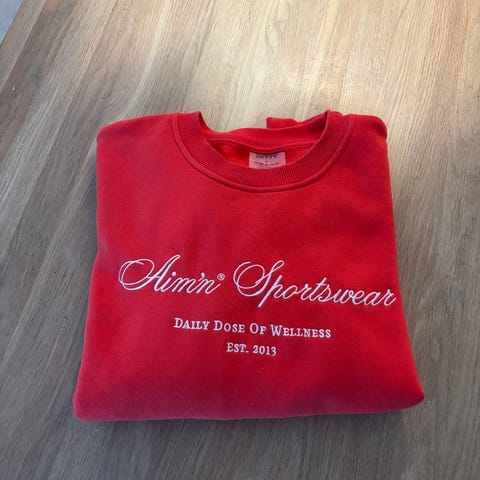 Aim'n® Sportswear
Daily Dose Of Wellness
Est. 2013